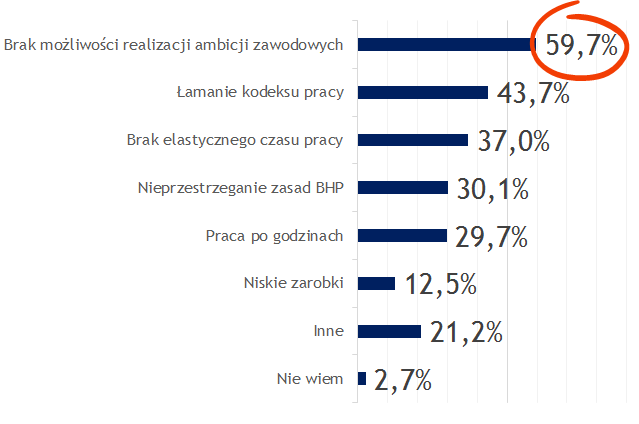 Brak możliwości realizacji ambicji zawodowych 59,7%
Łamanie kodeksu pracy 43,7%
Brak elastycznego czasu pracy 37,0%
Nieprzestrzeganie zasad BHP 30,1%
Praca po godzinach 29,7%
Niskie zarobki 12,5%
Inne 21,2%
Nie wiem 2,7%